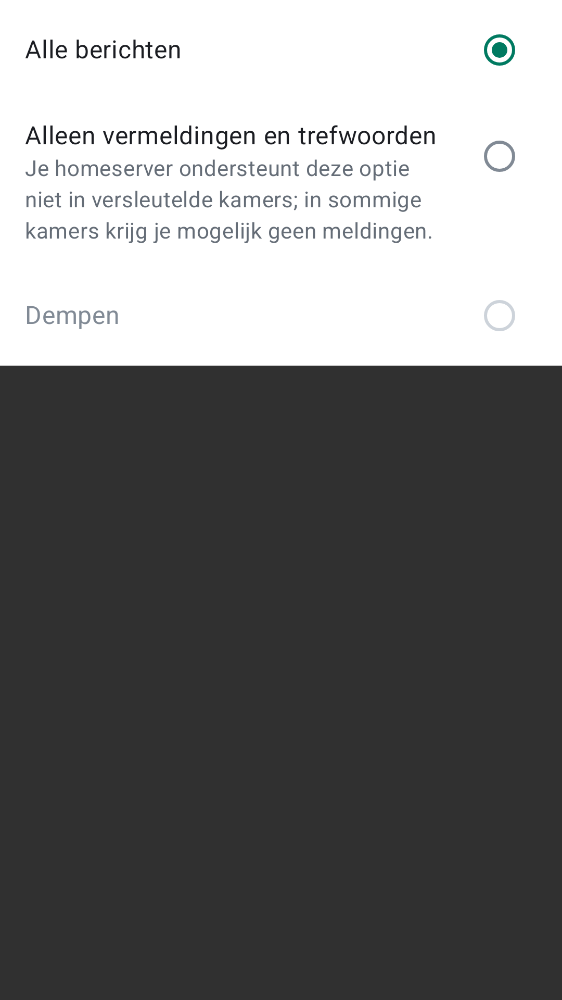 Alle berichten
Alleen vermeldingen en trefwoorden
Je homeserver ondersteunt deze optie
niet in versleutelde kamers; in sommige
kamers krijg je mogelijk geen meldingen.
Dempen